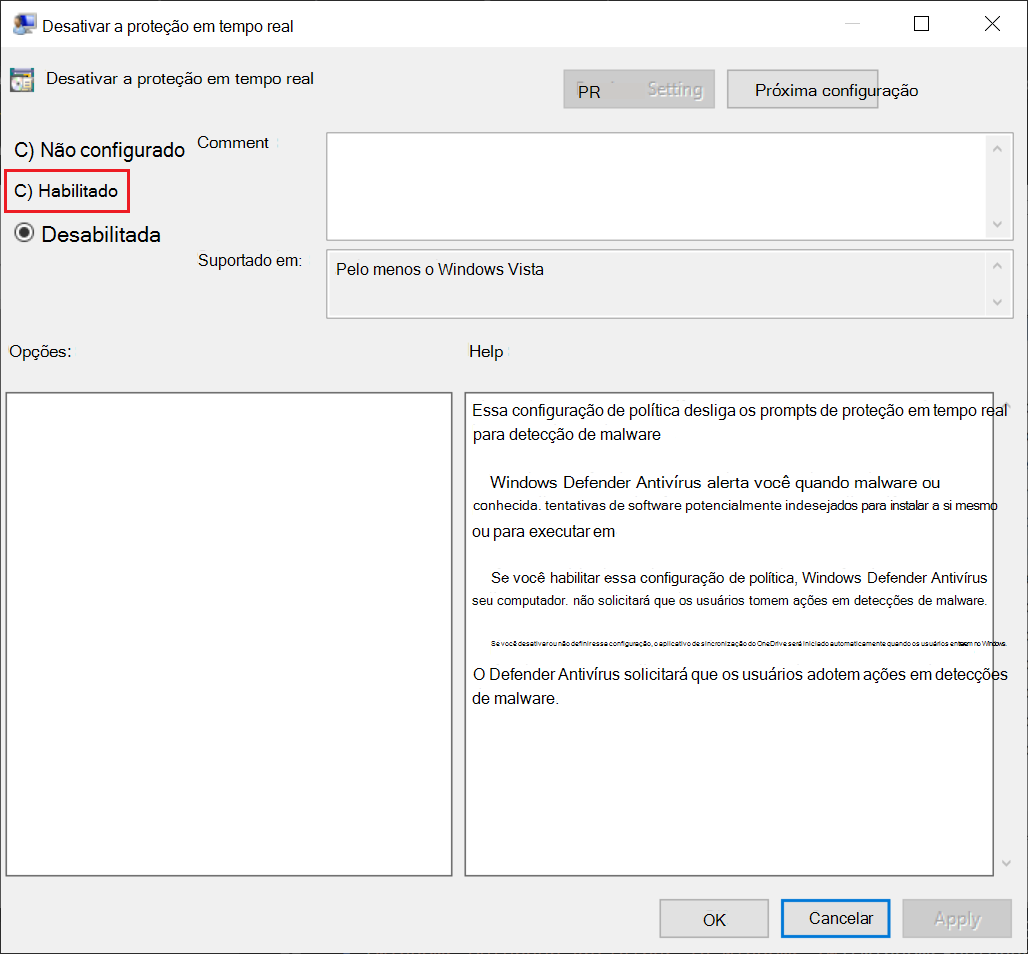 Desativar a proteção em tempo real
Desativar a proteção em tempo real
PR Setting
Próxima configuração
C) Não configurado
Comment
C) Habilitado
Desabilitada
Suportado em:
Pelo menos o Windows Vista
Opções:
Help
Essa configuração de política desliga os prompts de proteção em tempo real
para detecção de malware
Windows Defender Antivírus alerta você quando malware ou
conhecida. tentativas de software potencialmente indesejados para instalar a si mesmo
ou para executar em
Se você habilitar essa configuração de política, Windows Defender Antivírus
seu computador. não solicitará que os usuários tomem ações em detecções de malware.
Se você desativar ou não definir essa configuração, o aplicativo de sincronização do OneDrive será iniciado automaticamente quando os usuários no Windows.
O Defender Antivírus solicitará que os usuários adotem ações em detecções
de malware.
OK
Cancelar
Apply